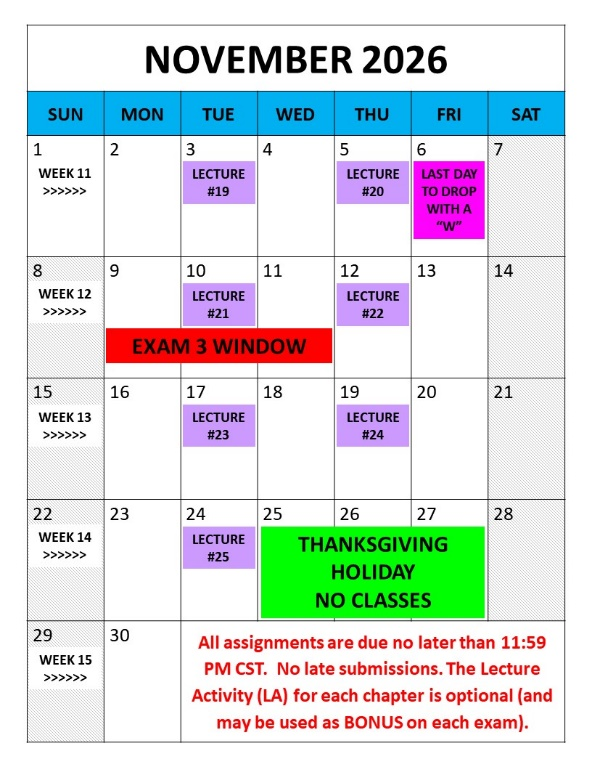 NOVEMBER 2026
SUN MON TUE WED THU FRI SAT
1 2 3 4 5 6 7
WEEK 11
>>>>>>
LECTURE
#19
LECTURE
#20
LAST DAY
TO DROP
WITH A
“W”
8 9 10 11 12 13 14
WEEK 12
>>>>>>
LECTURE
#21
LECTURE
#22
EXAM 3 WINDOW
15 16 17 18 19 20 21
WEEK 13
>>>>>>
LECTURE
#23
LECTURE
#24
22 23 24 25 26 27 28
WEEK 14
>>>>>>
LECTURE
#25
THANKSGIVING
HOLIDAY
NO CLASSES
29 30
WEEK 15
>>>>>>
All assignments are due no later than 11:59
PM CST. No late submissions. The Lecture
Activity (LA) for each chapter is optional (and
may be used as BONUS on each exam).